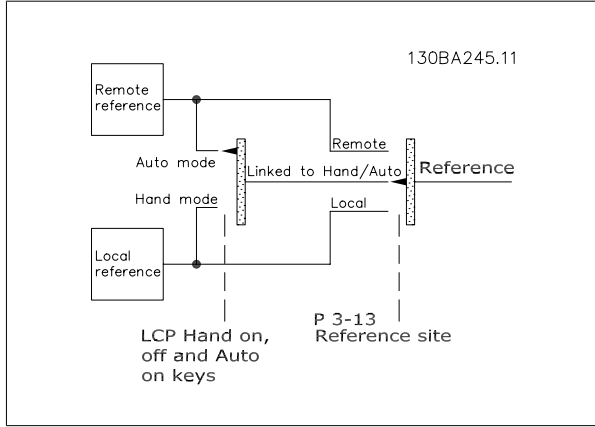 130BA245.11
Remote
reference
Remote
Auto mode
Linked to Hand/Auto
Reference
Hand mode
Local
Local
reference
P 3-13
Reference site
LCP Hand on,
off and Auto
on keys